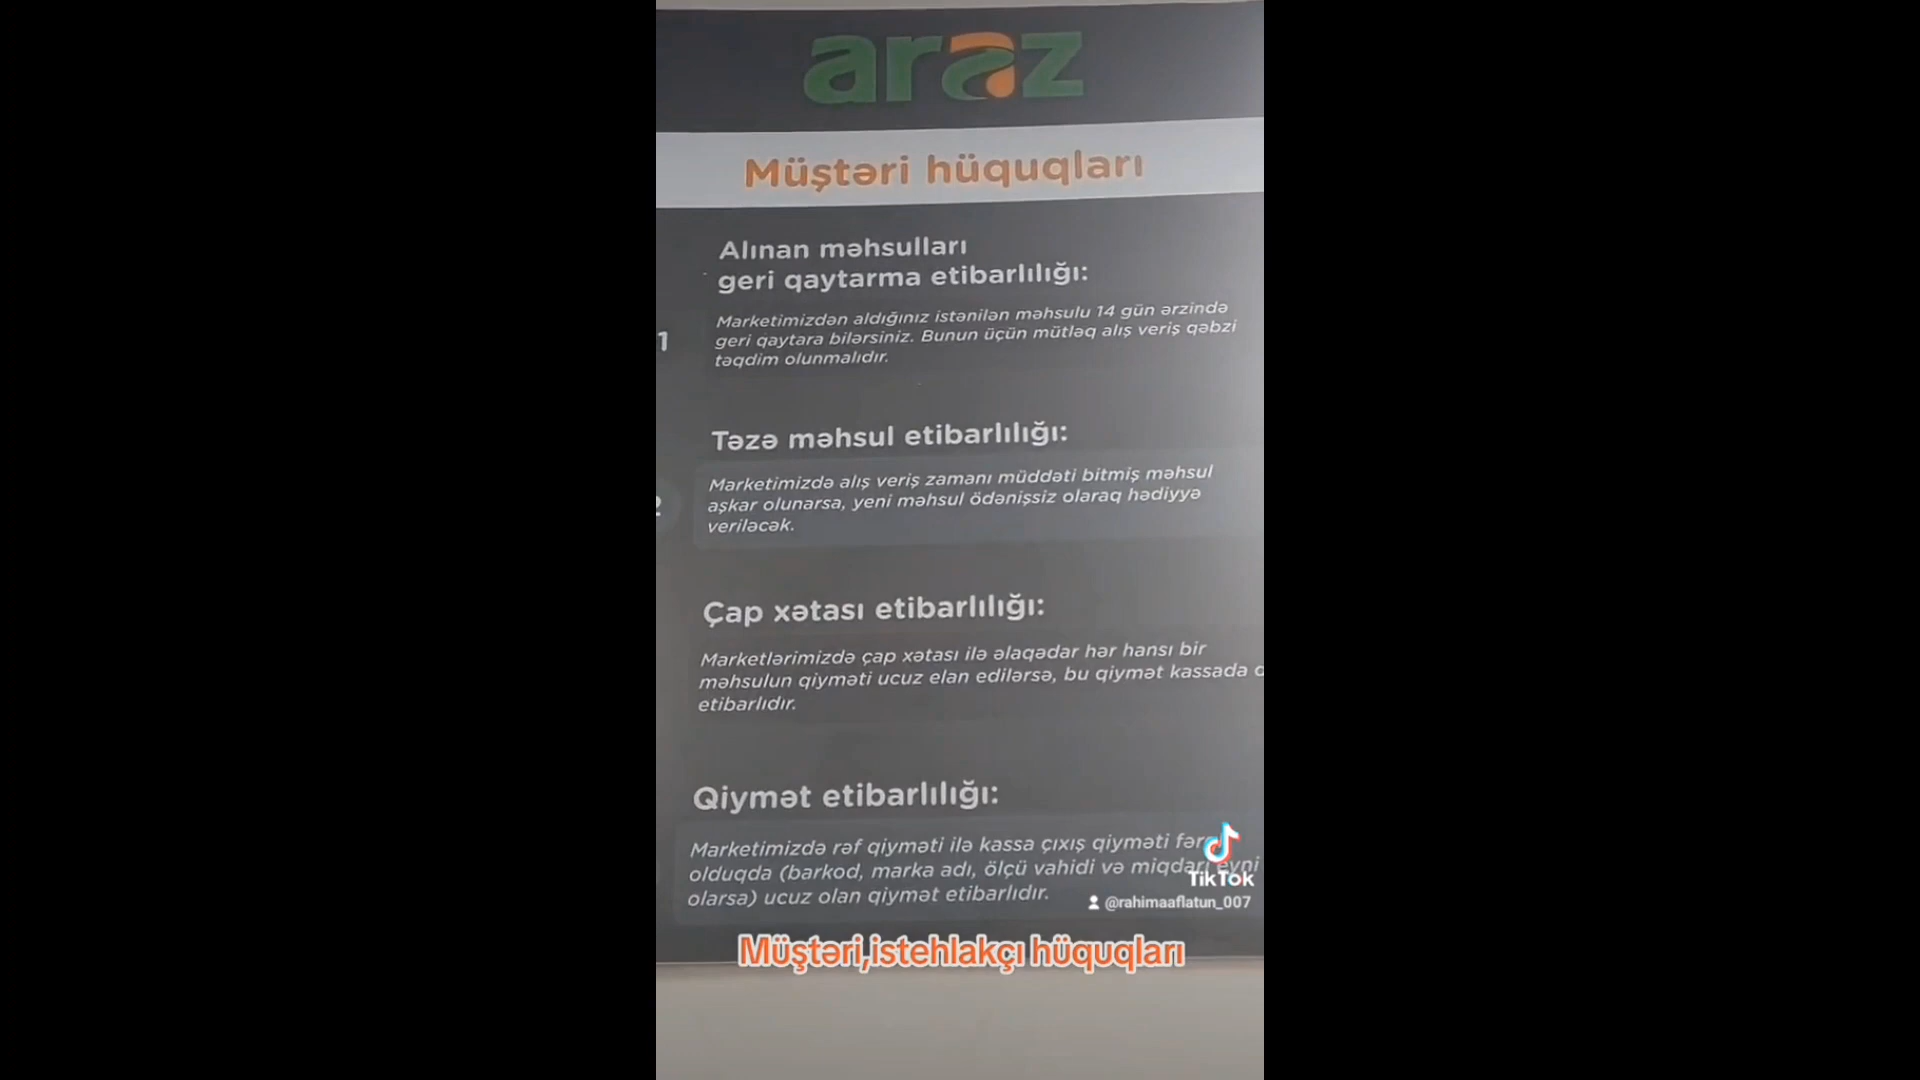 araz
Müştəri hüquqları
Alınan məhsulları
geri qaytarma etibarlılığı:
1
Marketimizdən aldığınız istənilən məhsulu 14 gün ərzində
geri qaytara bilərsiniz. Bunun üçün mütləq alış veriş qəbzi
təqdim olunmalıdır.
Təzə məhsul etibarlılığı:
2
Marketimizdə alış veriş zamanı müddəti bitmiş məhsul
aşkar olunarsa, yeni məhsul ödənişsiz olaraq hədiyyə
veriləcək.
Çap xətası etibarlılığı:
Marketlərimizdə çap xətası ilə əlaqədar hər hansı bir
məhsulun qiyməti ucuz elan edilərsə, bu qiymət kassada
etibarlıdır.
Qiymət etibarlılığı:
Marketimizdə rəf qiyməti ilə kassa çıxış qiyməti
olduqda (barkod, marka adı, ölçü vahidi və miqdarı eyni
olarsa) ucuz olan qiymət etibarlıdır.
TikTok
@rahimaaflatun_007
Müştəri,istehlakçı hüquqları